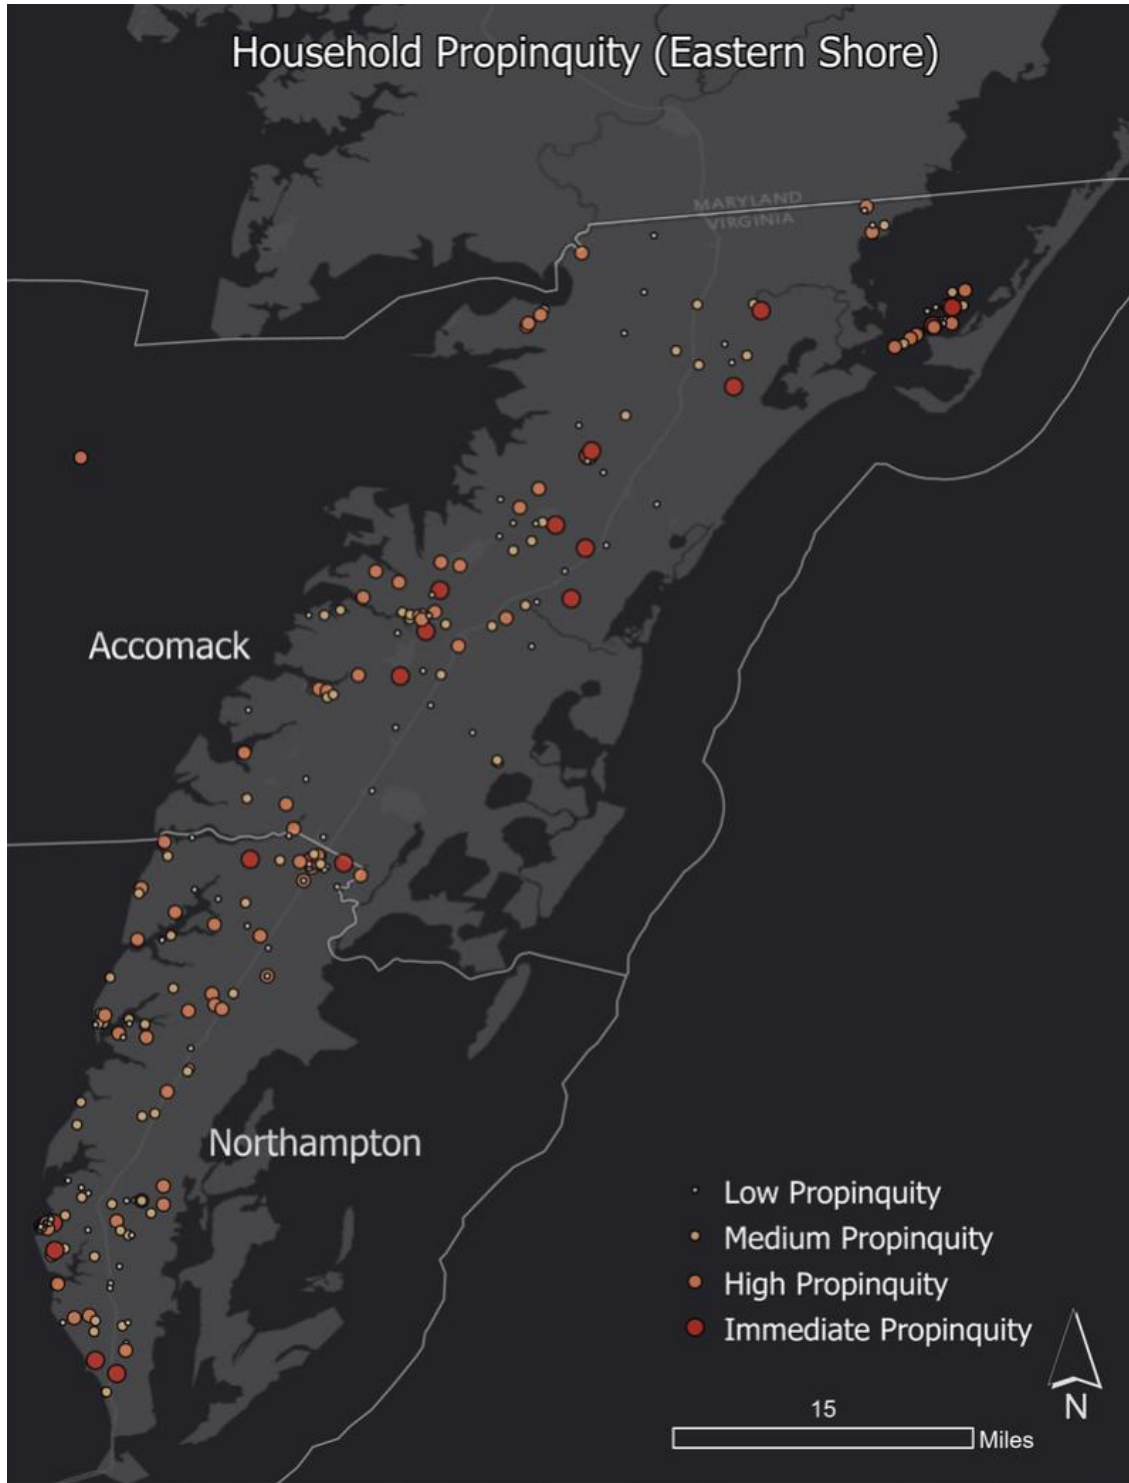 Household Propinquity (Eastern Shore)
MARYLAND
VIRGINIA
Accomack
Northampton
Low Propinquity
Medium Propinquity
High Propinquity
Immediate Propinquity
N
15
Miles